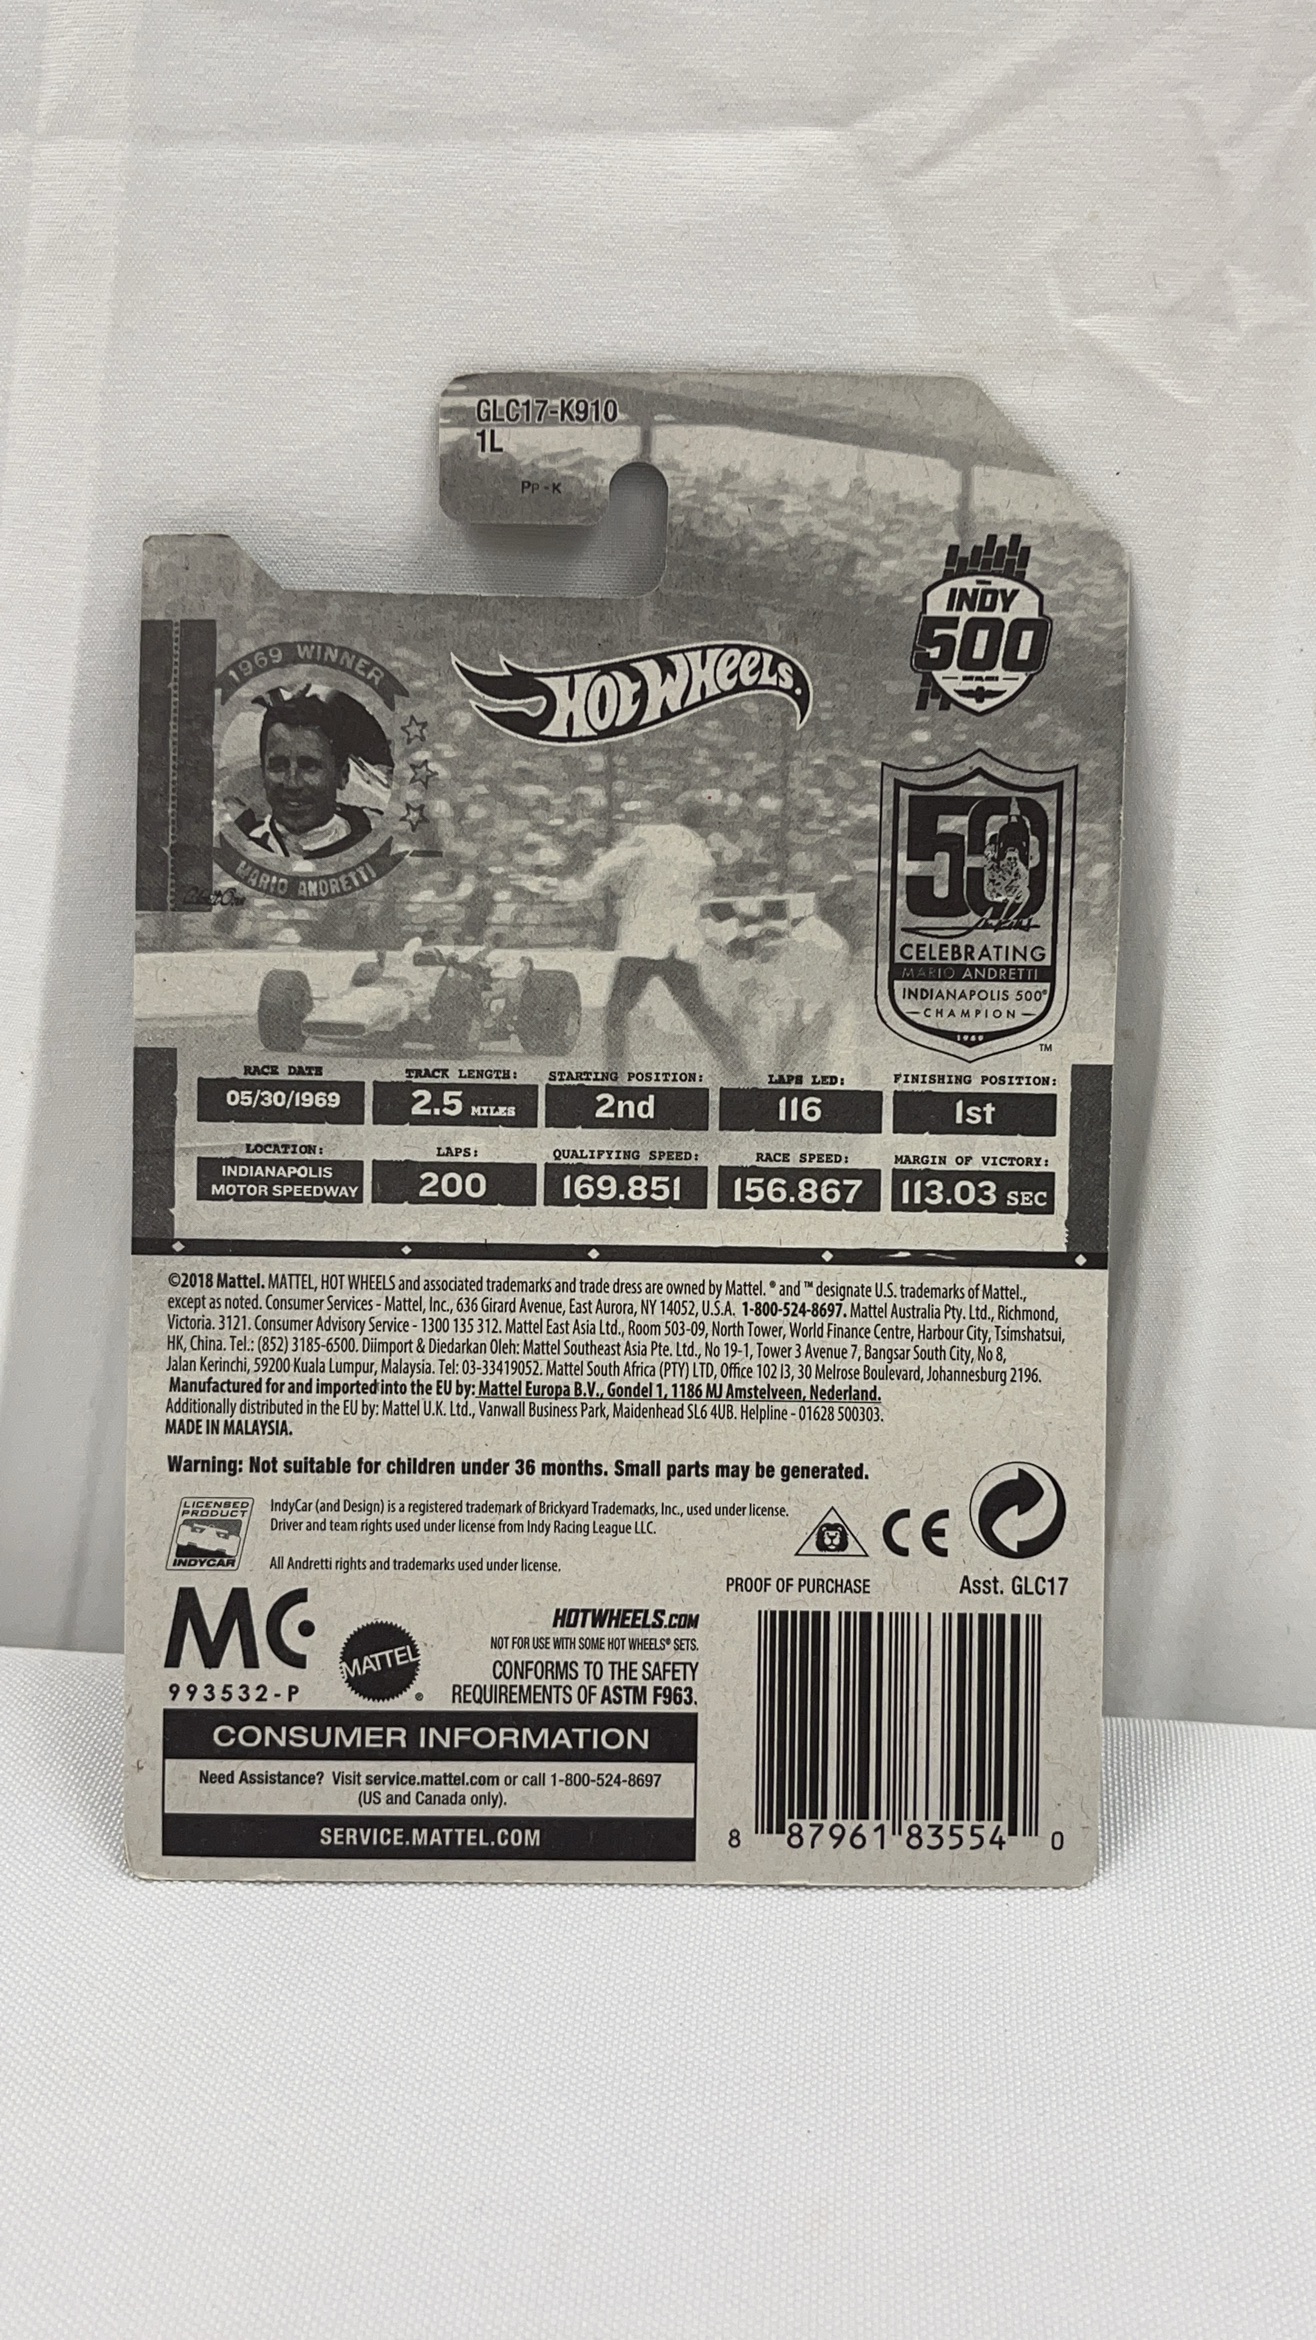 GLC17-K910
1L
Pp-K
INDY
500
1969 WINNER
HOT WHEELS
MARIO ANDRETTI
50
CELEBRATING
MARIO ANDRETTI
INDIANAPOLIS 500®
—CHAMPION—
1969
TM
RACE DATE
05/30/1969
TRACK LENGTH:
2.5 MILES
STARTING POSITION:
2nd
LAPS LED:
116
FINISHING POSITION:
1st
LOCATION:
INDIANAPOLIS
MOTOR SPEEDWAY
LAPS:
200
QUALIFYING SPEED:
169.851
RACE SPEED:
156.867
MARGIN OF VICTORY:
113.03 SEC
©2018 Mattel. MATTEL, HOT WHEELS and associated trademarks and trade dress are owned by Mattel. ® and ™ designate U.S. trademarks of Mattel.,
except as noted. Consumer Services - Mattel, Inc., 636 Girard Avenue, East Aurora, NY 14052, U.S.A. 1-800-524-8697. Mattel Australia Pty. Ltd., Richmond,
Victoria. 3121. Consumer Advisory Service - 1300 135 312. Mattel East Asia Ltd., Room 503-09, North Tower, World Finance Centre, Harbour City, Tsimshatsui,
HK, China. Tel.: (852) 3185-6500. Diimport & Diedarkan Oleh: Mattel Southeast Asia Pte. Ltd., No 19-1, Tower 3 Avenue 7, Bangsar South City, No 8,
Jalan Kerinchi, 59200 Kuala Lumpur, Malaysia. Tel: 03-33419052. Mattel South Africa (PTY) LTD, Office 102 I3, 30 Melrose Boulevard, Johannesburg 2196.
Manufactured for and imported into the EU by: Mattel Europa B.V., Gondel 1, 1186 MJ Amstelveen, Nederland.
Additionally distributed in the EU by: Mattel U.K. Ltd., Vanwall Business Park, Maidenhead SL6 4UB. Helpline - 01628 500303.
MADE IN MALAYSIA.
Warning: Not suitable for children under 36 months. Small parts may be generated.
LICENSED
PRODUCT
INDYCAR
IndyCar (and Design) is a registered trademark of Brickyard Trademarks, Inc., used under license.
Driver and team rights used under license from Indy Racing League LLC.
All Andretti rights and trademarks used under license.
CE
PROOF OF PURCHASE
Asst. GLC17
MC
993532-P
MATTEL®
HOTWHEELS.COM
NOT FOR USE WITH SOME HOT WHEELS® SETS.
CONFORMS TO THE SAFETY
REQUIREMENTS OF ASTM F963.
CONSUMER INFORMATION
Need Assistance? Visit service.mattel.com or call 1-800-524-8697
(US and Canada only).
SERVICE.MATTEL.COM
8 87961 83554 0